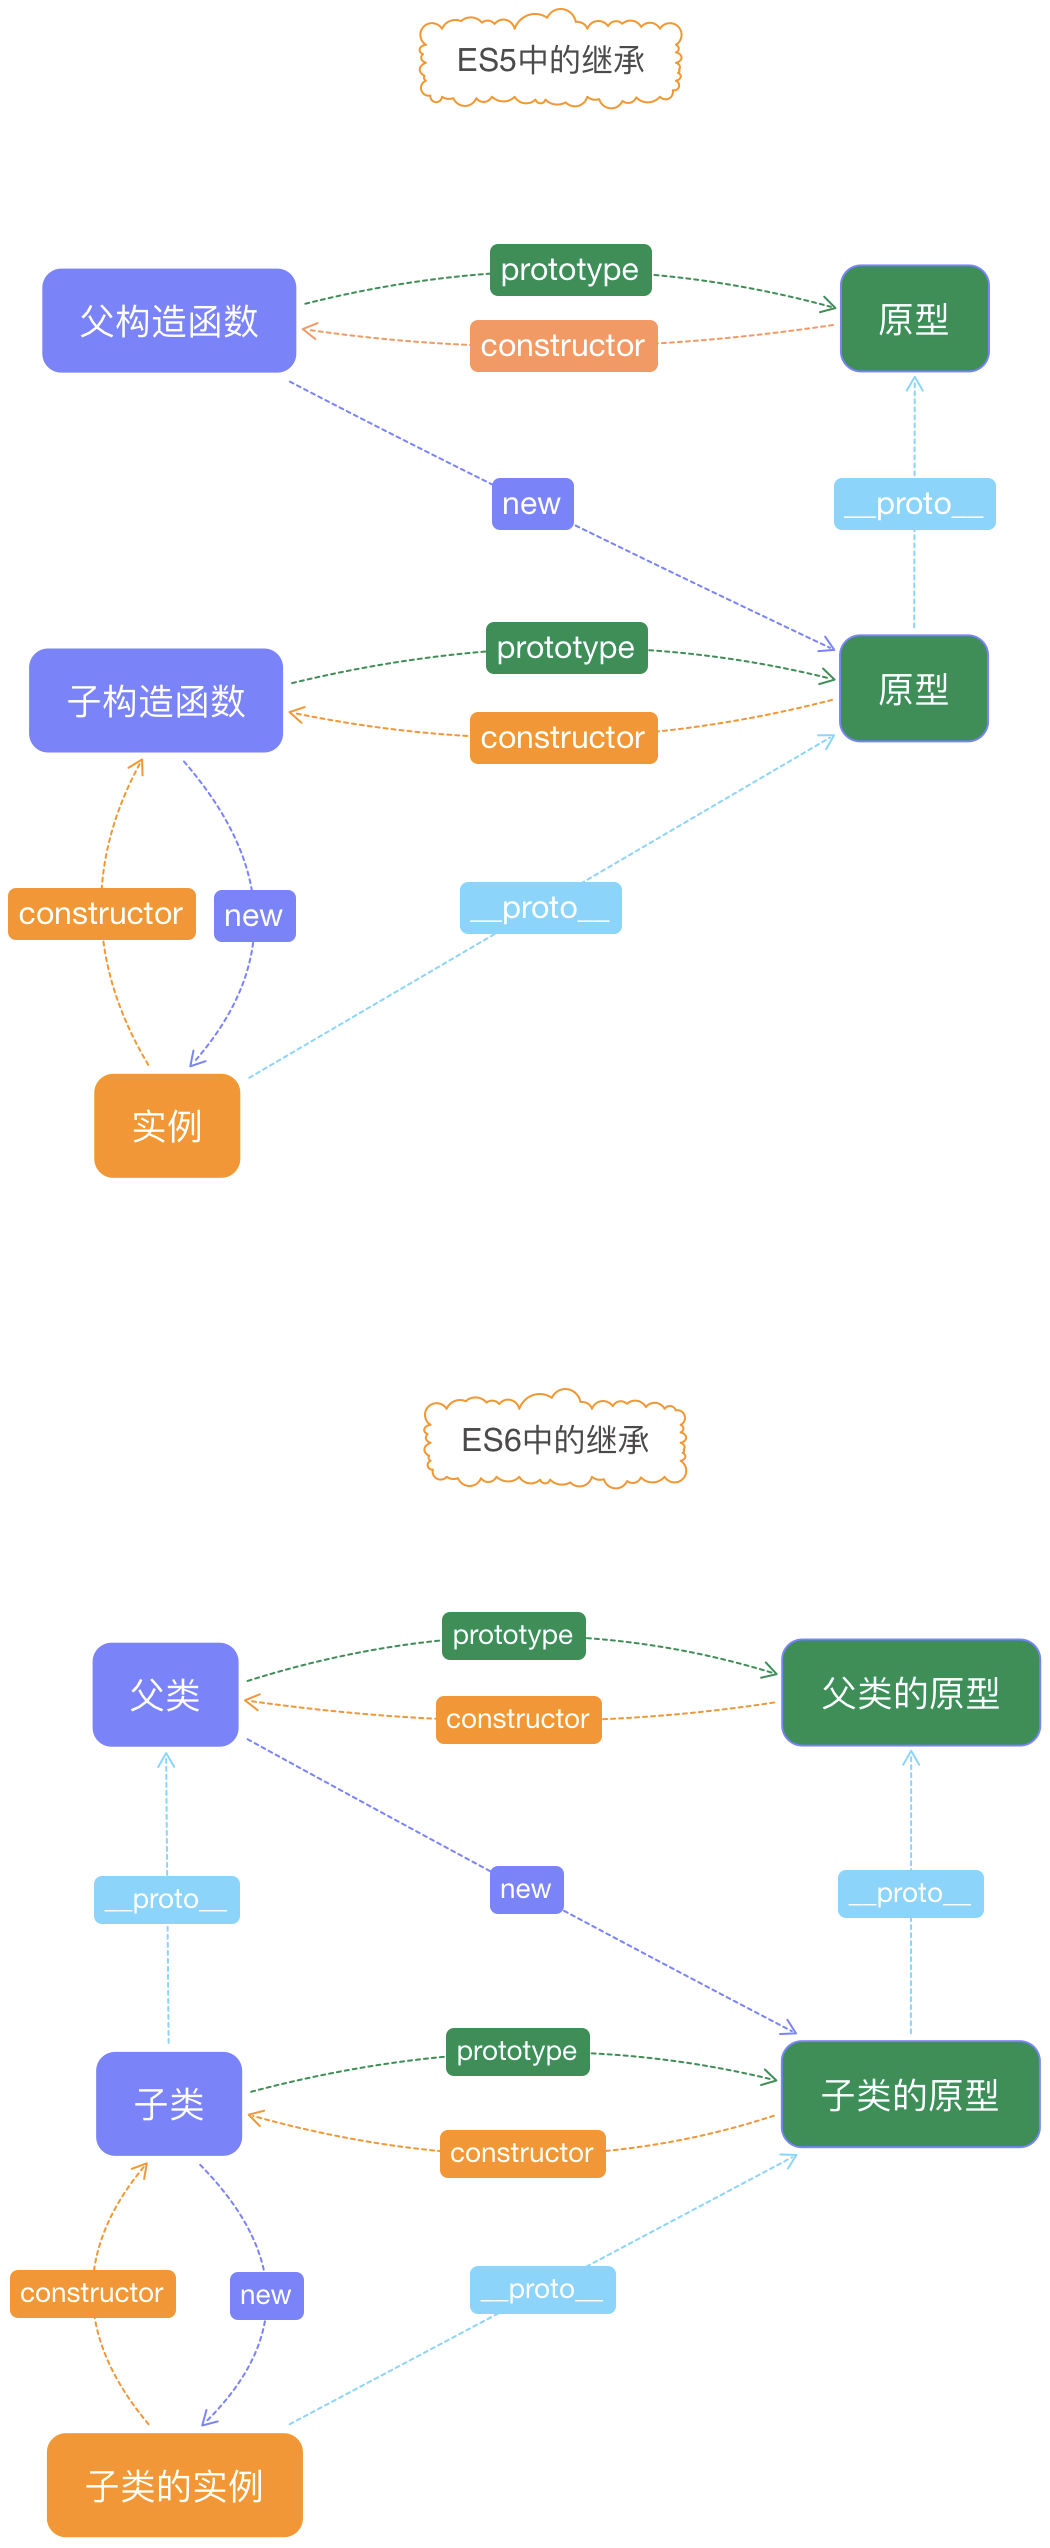 ES5中的继承
prototype
父构造函数
原型
constructor
new
__proto__
prototype
子构造函数
原型
constructor
__proto__
constructor
new
实例
ES6中的继承
prototype
父类
父类的原型
constructor
new
__proto__
__proto__
prototype
子类
子类的原型
constructor
__proto__
constructor
new
子类的实例